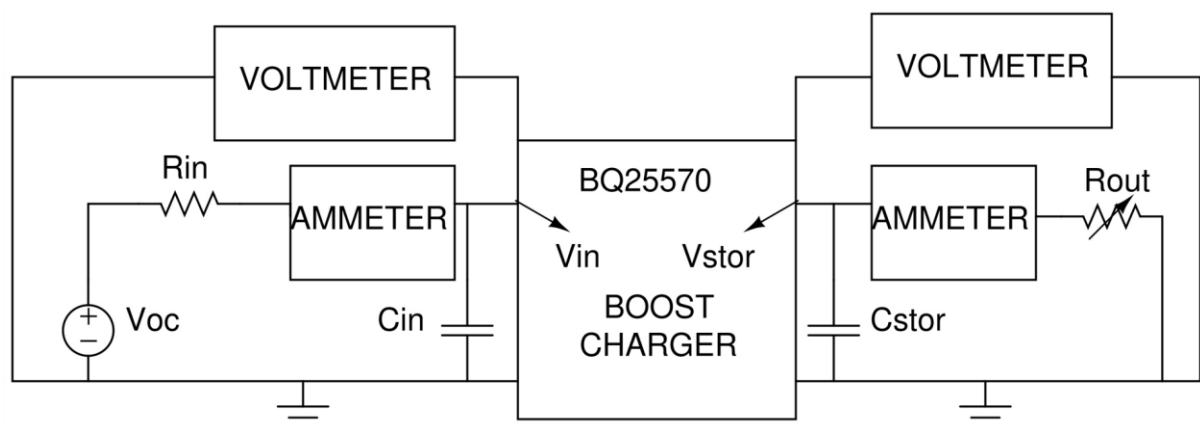 VOLTMETER
VOLTMETER
Rin
BQ25570
Rout
AMMETER
AMMETER
Vin
Vstor
Voc
Cin
BOOST
CHARGER
Cstor